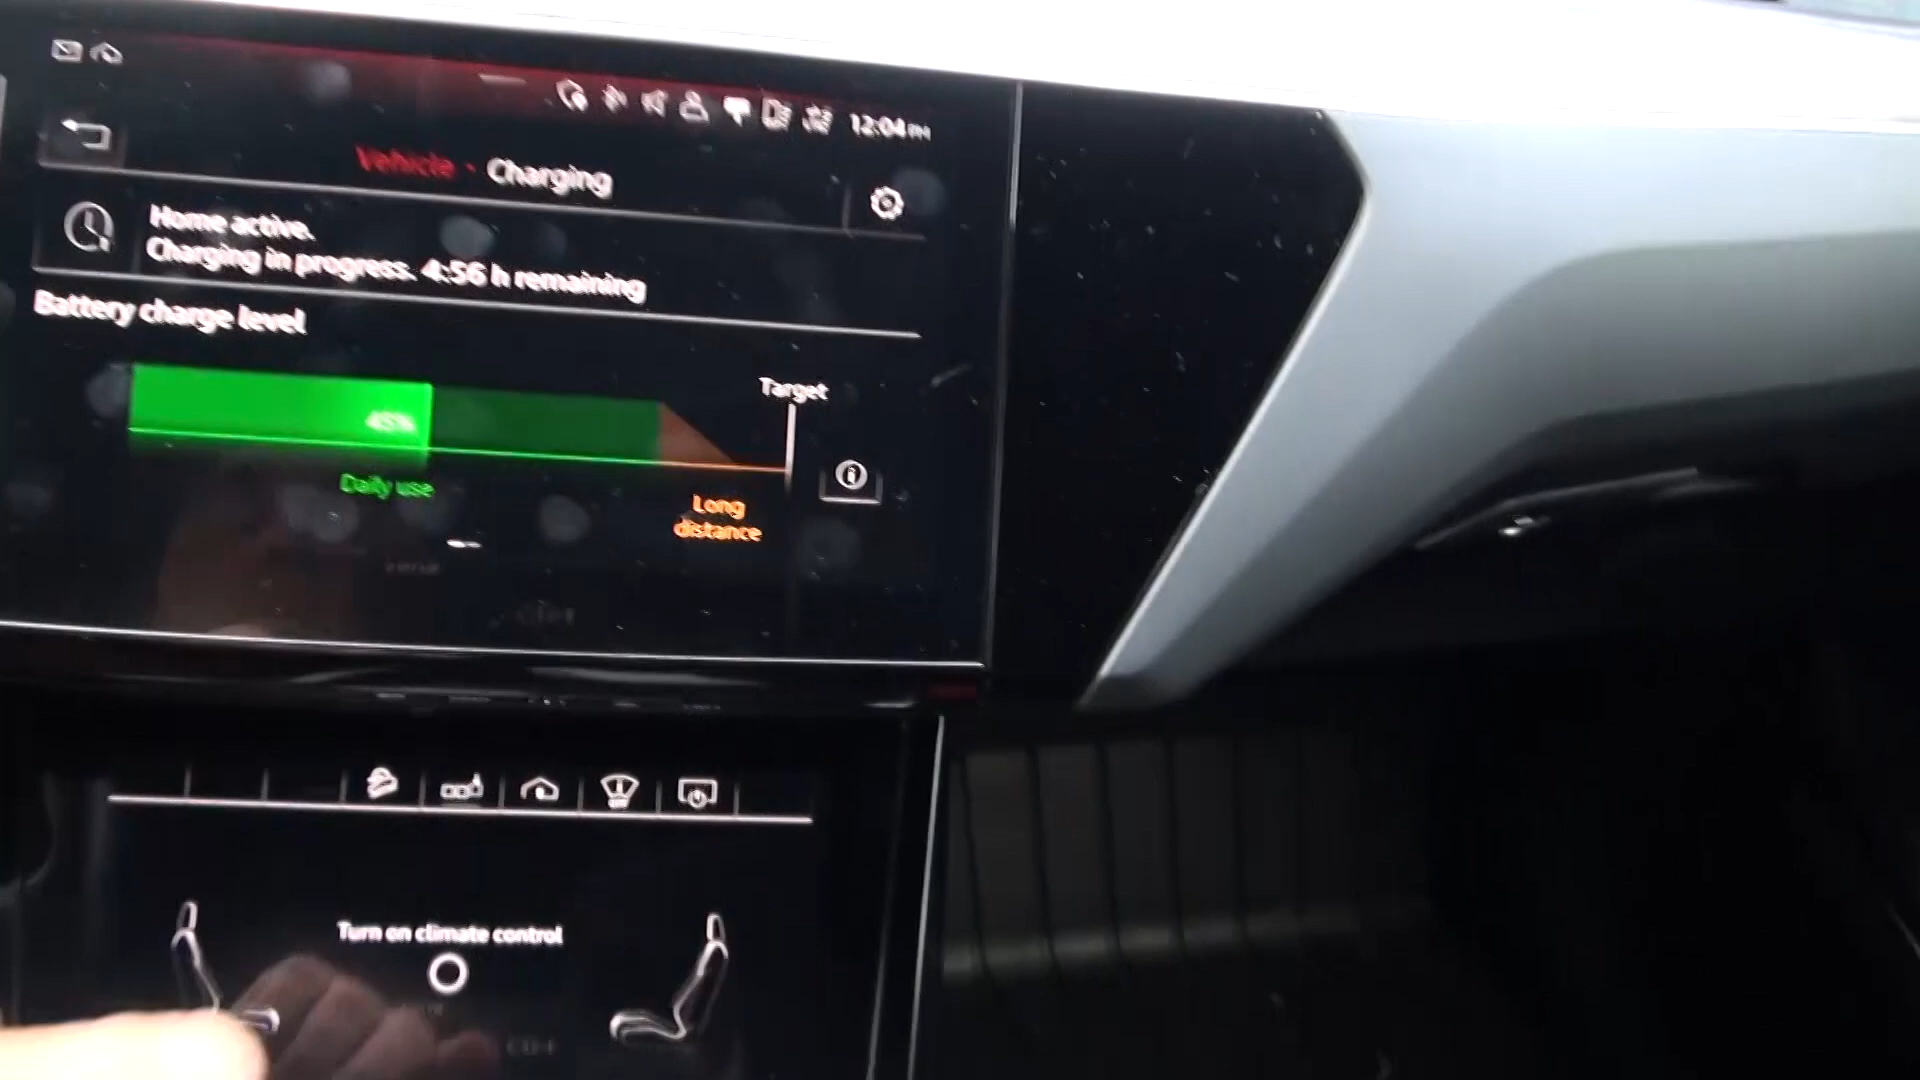 12:04 PM
Vehicle · Charging
Home active.
Charging in progress. 4:56 h remaining
Battery charge level
Target
45%
Daily use
Long
distance
Turn on climate control